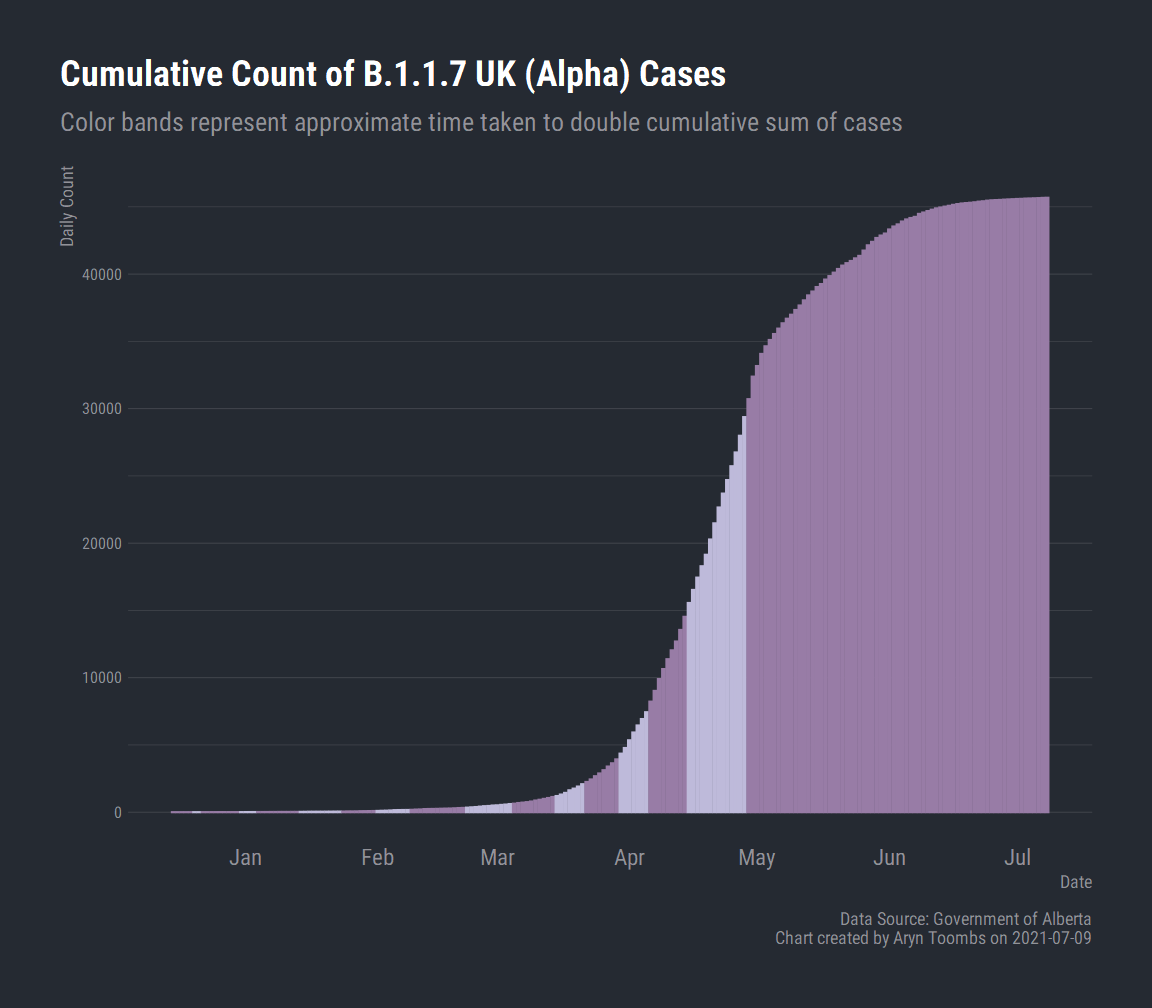 Cumulative Count of B.1.1.7 UK (Alpha) Cases
Color bands represent approximate time taken to double cumulative sum of cases
Daily Count
40000
30000
20000
10000
0
Jan Feb Mar Apr May Jun Jul
Date
Data Source: Government of Alberta
Chart created by Aryn Toombs on 2021-07-09